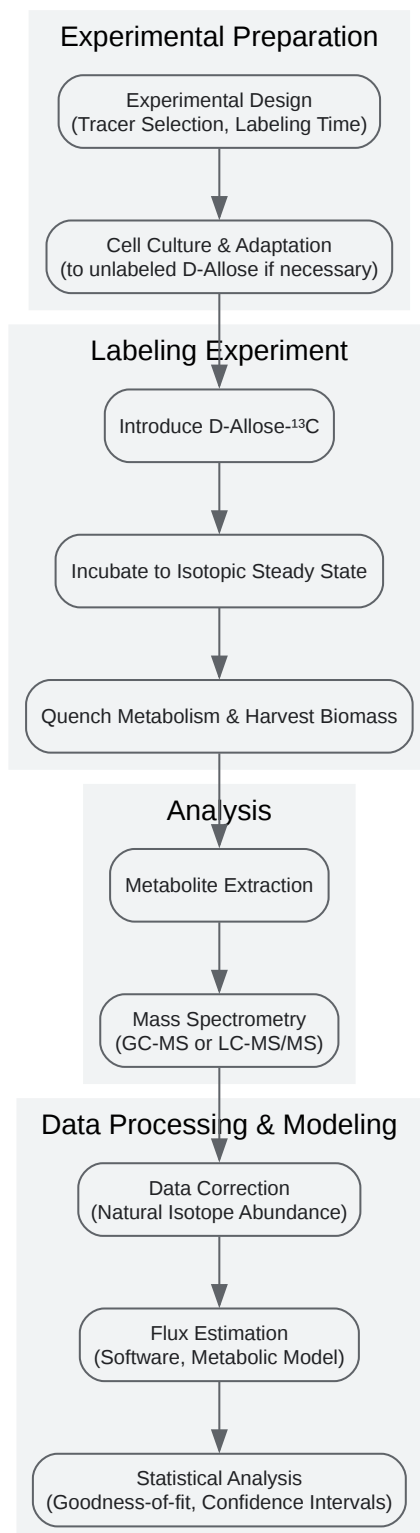 Experimental Preparation
Experimental Design
(Tracer Selection, Labeling Time)
Cell Culture & Adaptation
(to unlabeled D-Allose if necessary)
Labeling Experiment
Introduce D-Allose-¹³C
Incubate to Isotopic Steady State
Quench Metabolism & Harvest Biomass
Analysis
Metabolite Extraction
Mass Spectrometry
(GC-MS or LC-MS/MS)
Data Processing & Modeling
Data Correction
(Natural Isotope Abundance)
Flux Estimation
(Software, Metabolic Model)
Statistical Analysis
(Goodness-of-fit, Confidence Intervals)